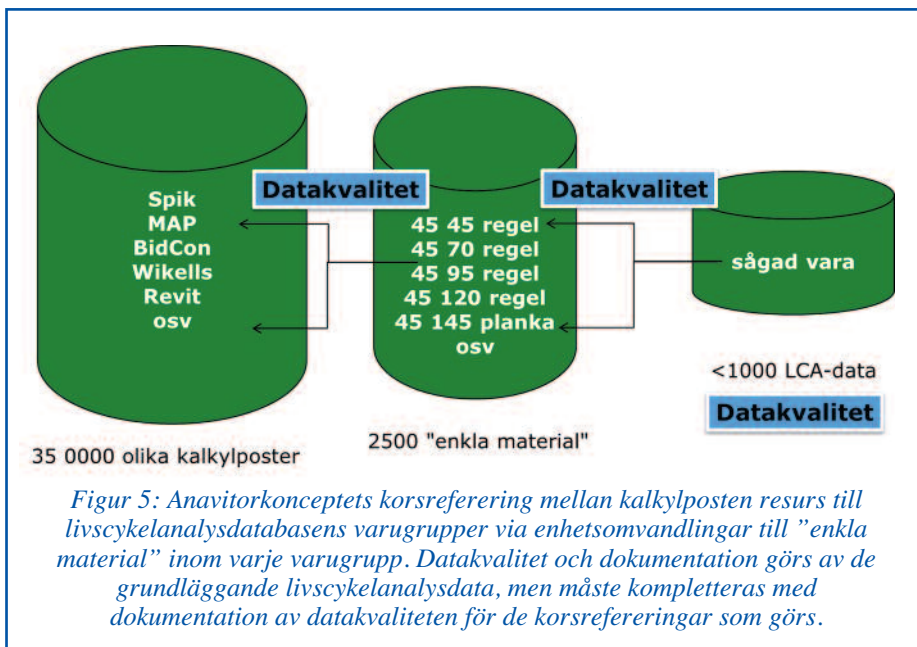 Spik
MAP
BidCon
Wikells
Revit
osv
Datakvalitet
45 45 regel
45 70 regel
45 95 regel
45 120 regel
45 145 planka
osv
Datakvalitet
sågad vara
<1000 LCA-data
Datakvalitet
35 0000 olika kalkylposter
2500 "enkla material"
Figur 5: Anavitorkonceptets korsreferering mellan kalkylposten resurs till
livscykelanalysdatabasens varugrupper via enhetsomvandlingar till ”enkla
material” inom varje varugrupp. Datakvalitet och dokumentation görs av de
grundläggande livscykelanalysdata, men måste kompletteras med
dokumentation av datakvaliteten för de korsrefereringar som görs.